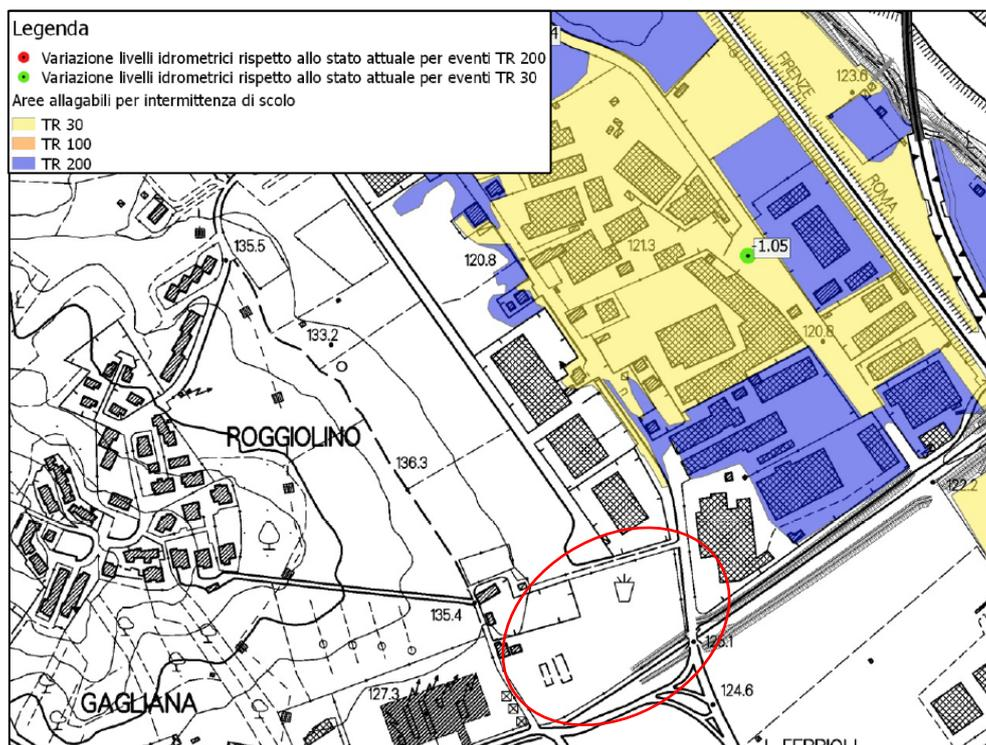 Legenda
Variazione livelli idrometrici rispetto allo stato attuale per eventi TR 200
Variazione livelli idrometrici rispetto allo stato attuale per eventi TR 30
Aree allagabili per intermittenza di scolo
TR 30
TR 100
TR 200
4
FIRENZE
123.6
ROMA
135.5
120.8
121.3
-1.05
133.2
120.8
ROGGIOLINO
136.3
122.2
135.4
125.1
124.6
127.3
GAGLIANA